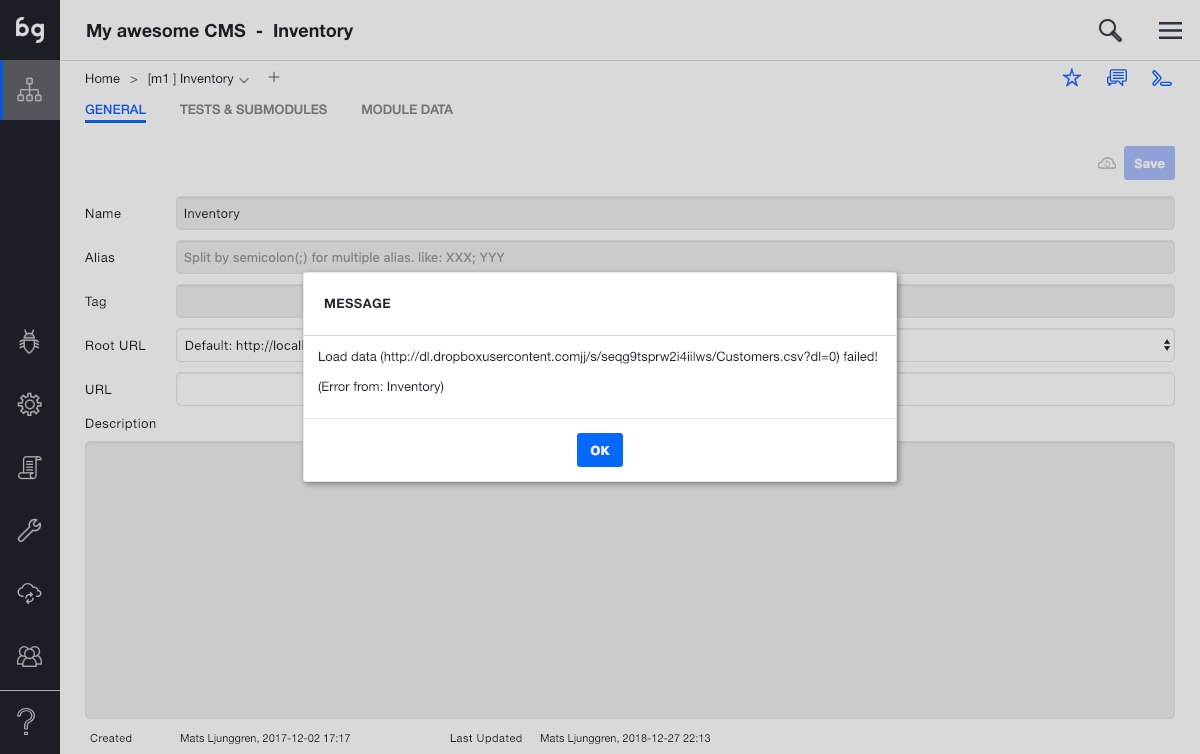 bg
My awesome CMS - Inventory
Home > [m1 ] Inventory +
GENERAL TESTS & SUBMODULES MODULE DATA
Save
Name Inventory
Alias Split by semicolon(;) for multiple alias. like: XXX; YYY
Tag
Root URL Default: http://locall
URL
Description
MESSAGE
Load data (http://dl.dropboxusercontent.comjj/s/seqg9tsprw2i4iilws/Customers.csv?dl=0) failed!
(Error from: Inventory)
OK
Created Mats Ljunggren, 2017-12-02 17:17 Last Updated Mats Ljunggren, 2018-12-27 22:13